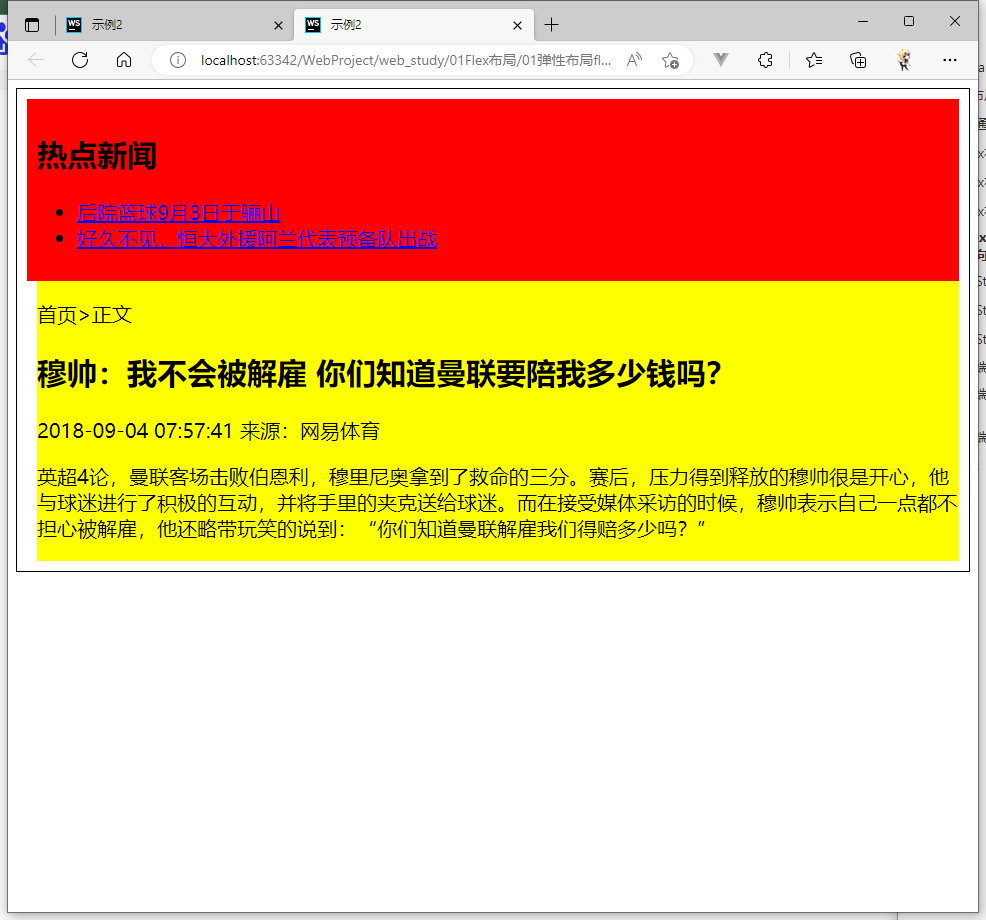 示例2
示例2
localhost:63342/WebProject/web_study/01Flex布局/01弹性布局fl...
热点新闻
后院篮球9月3日于骊山
好久不见，恒大外援阿兰代表预备队出战
首页>正文
穆帅：我不会被解雇 你们知道曼联要陪我多少钱吗？
2018-09-04 07:57:41 来源：网易体育
英超4论，曼联客场击败伯恩利，穆里尼奥拿到了救命的三分。赛后，压力得到释放的穆帅很是开心，他
与球迷进行了积极的互动，并将手里的夹克送给球迷。而在接受媒体采访的时候，穆帅表示自己一点都不
担心被解雇，他还略带玩笑的说到：“你们知道曼联解雇我们得赔多少吗？”